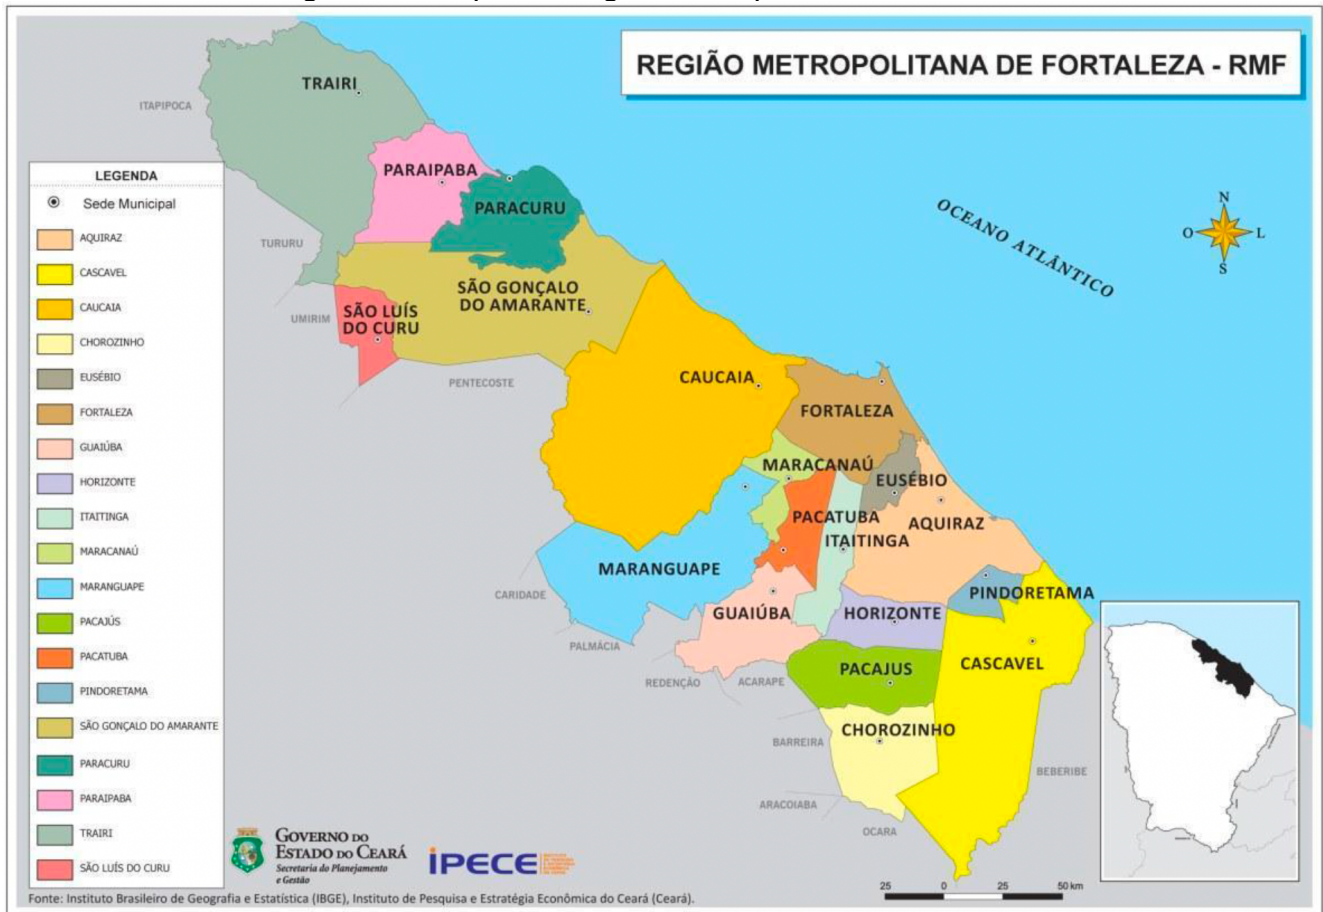 REGIÃO METROPOLITANA DE FORTALEZA - RMF
TRAIRI
ITAPIPOCA
PARAIPABA
PARACURU
OCEANO ATLÂNTICO
N
O
L
S
TURURU
SÃO GONÇALO
DO AMARANTE
SÃO LUÍS
DO CURU
UMIRIM
PENTECOSTE
CAUCAIA
FORTALEZA
MARACANAÚ
EUSÉBIO
PACATUBA
AQUIRAZ
ITAITINGA
MARANGUAPE
CARIDADE
PINDORETAMA
GUAIÚBA
HORIZONTE
PALMÁCIA
CASCAVEL
PACAJUS
REDENÇÃO
ACARAPE
CHOROZINHO
BARREIRA
BEBERIBE
ARACOIABA
OCARA
LEGENDA
Sede Municipal
AQUIRAZ
CASCAVEL
CAUCAIA
CHOROZINHO
EUSÉBIO
FORTALEZA
GUAIÚBA
HORIZONTE
ITAITINGA
MARACANAÚ
MARANGUAPE
PACAJÚS
PACATUBA
PINDORETAMA
SÃO GONÇALO DO AMARANTE
PARACURU
PARAIPABA
TRAIRI
SÃO LUÍS DO CURU
GOVERNO DO
ESTADO DO CEARÁ
Secretaria do Planejamento
e Gestão
IPECE
25 0 25 50 km
Fonte: Instituto Brasileiro de Geografia e Estatística (IBGE), Instituto de Pesquisa e Estratégia Econômica do Ceará (Ceará).